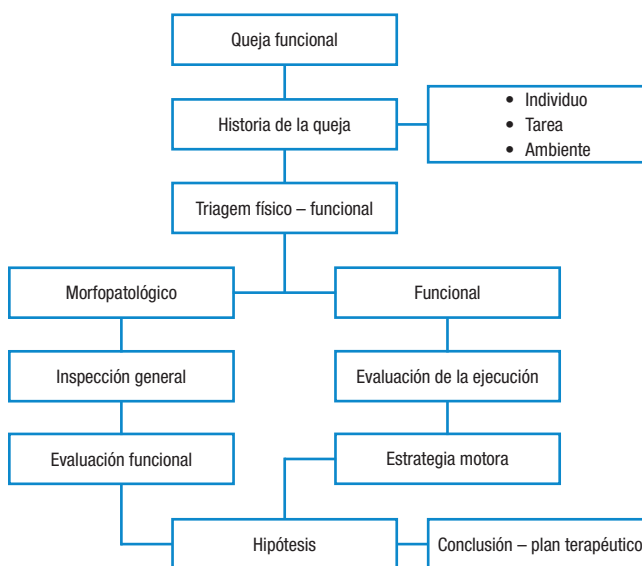 Queja funcional
Historia de la queja
• Individuo
• Tarea
• Ambiente
Triagem físico – funcional
Morfopatológico
Funcional
Inspección general
Evaluación de la ejecución
Evaluación funcional
Estrategia motora
Hipótesis
Conclusión – plan terapéutico